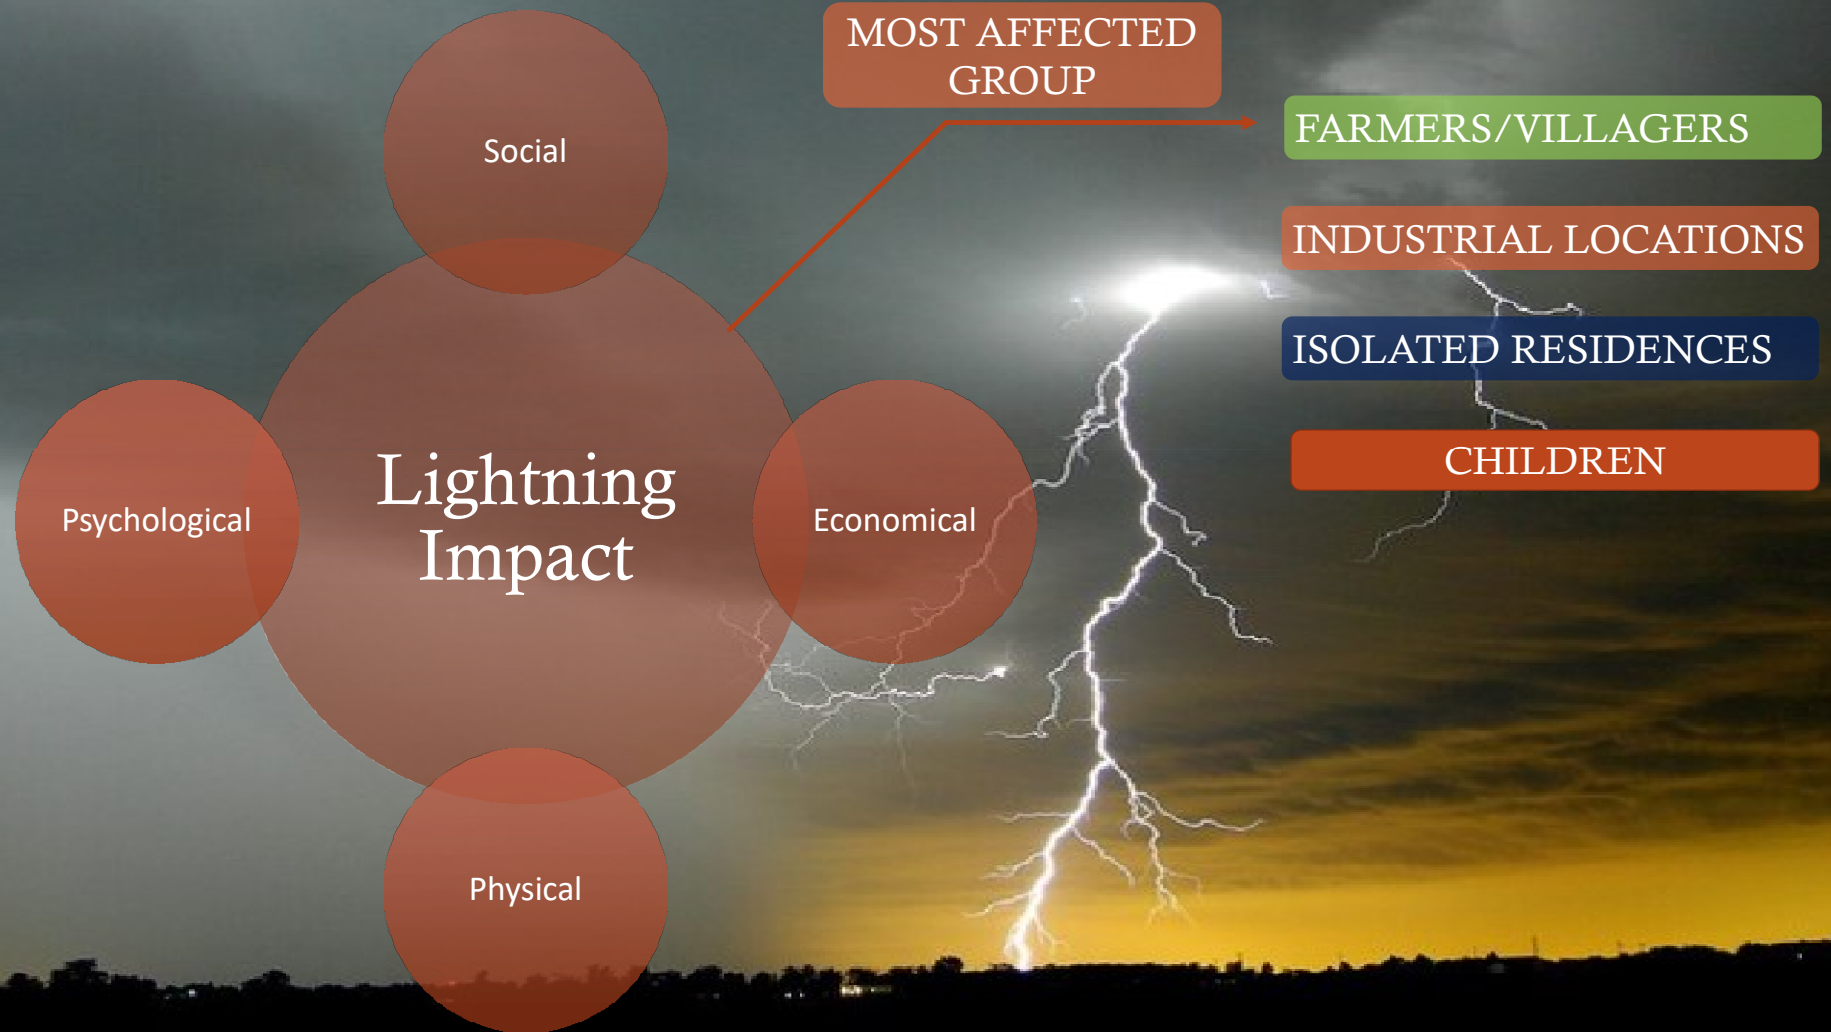 MOST AFFECTED
GROUP
FARMERS/VILLAGERS
INDUSTRIAL LOCATIONS
ISOLATED RESIDENCES
CHILDREN
Social
Psychological
Lightning
Impact
Economical
Physical